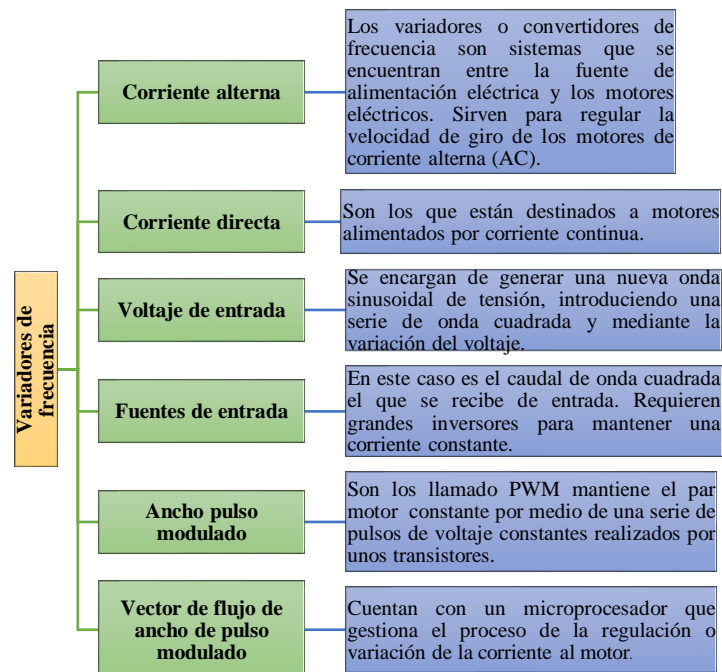 Variadores de
frecuencia
Corriente alterna
Los variadores o convertidores de
frecuencia son sistemas que se
encuentran entre la fuente de
alimentación eléctrica y los motores
eléctricos. Sirven para regular la
velocidad de giro de los motores de
corriente alterna (AC).
Corriente directa
Son los que están destinados a motores
alimentados por corriente continua.
Voltaje de entrada
Se encargan de generar una nueva onda
sinusoidal de tensión, introduciendo una
serie de onda cuadrada y mediante la
variación del voltaje.
Fuentes de entrada
En este caso es el caudal de onda cuadrada
el que se recibe de entrada. Requieren
grandes inversores para mantener una
corriente constante.
Ancho pulso
modulado
Son los llamado PWM mantiene el par
motor constante por medio de una serie de
pulsos de voltaje constantes realizados por
unos transistores.
Vector de flujo de
ancho de pulso
modulado
Cuentan con un microprocesador que
gestiona el proceso de la regulación o
variación de la corriente al motor.